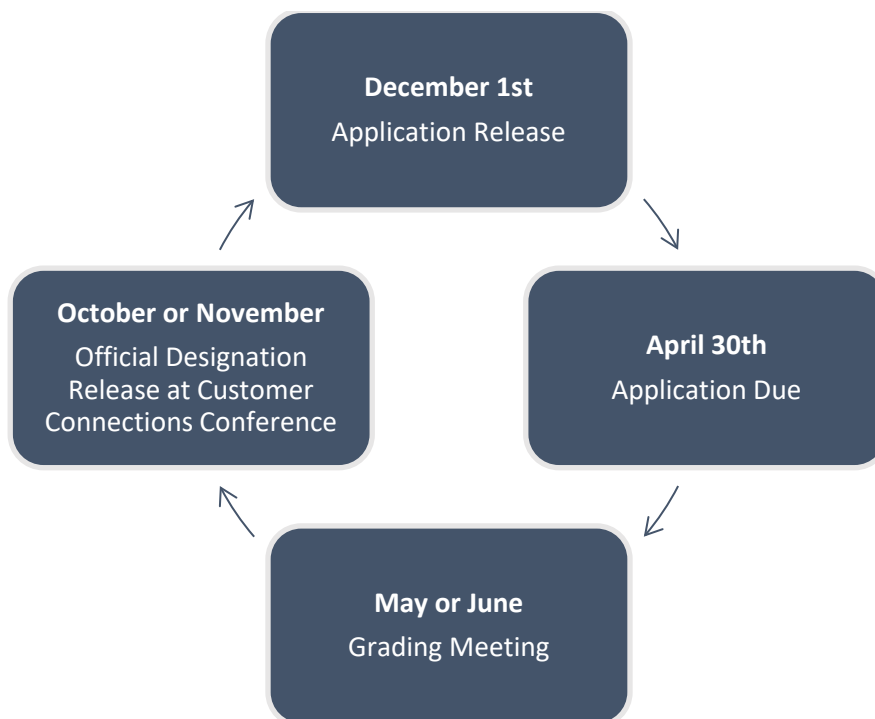 December 1st
Application Release
April 30th
Application Due
May or June
Grading Meeting
October or November
Official Designation
Release at Customer
Connections Conference